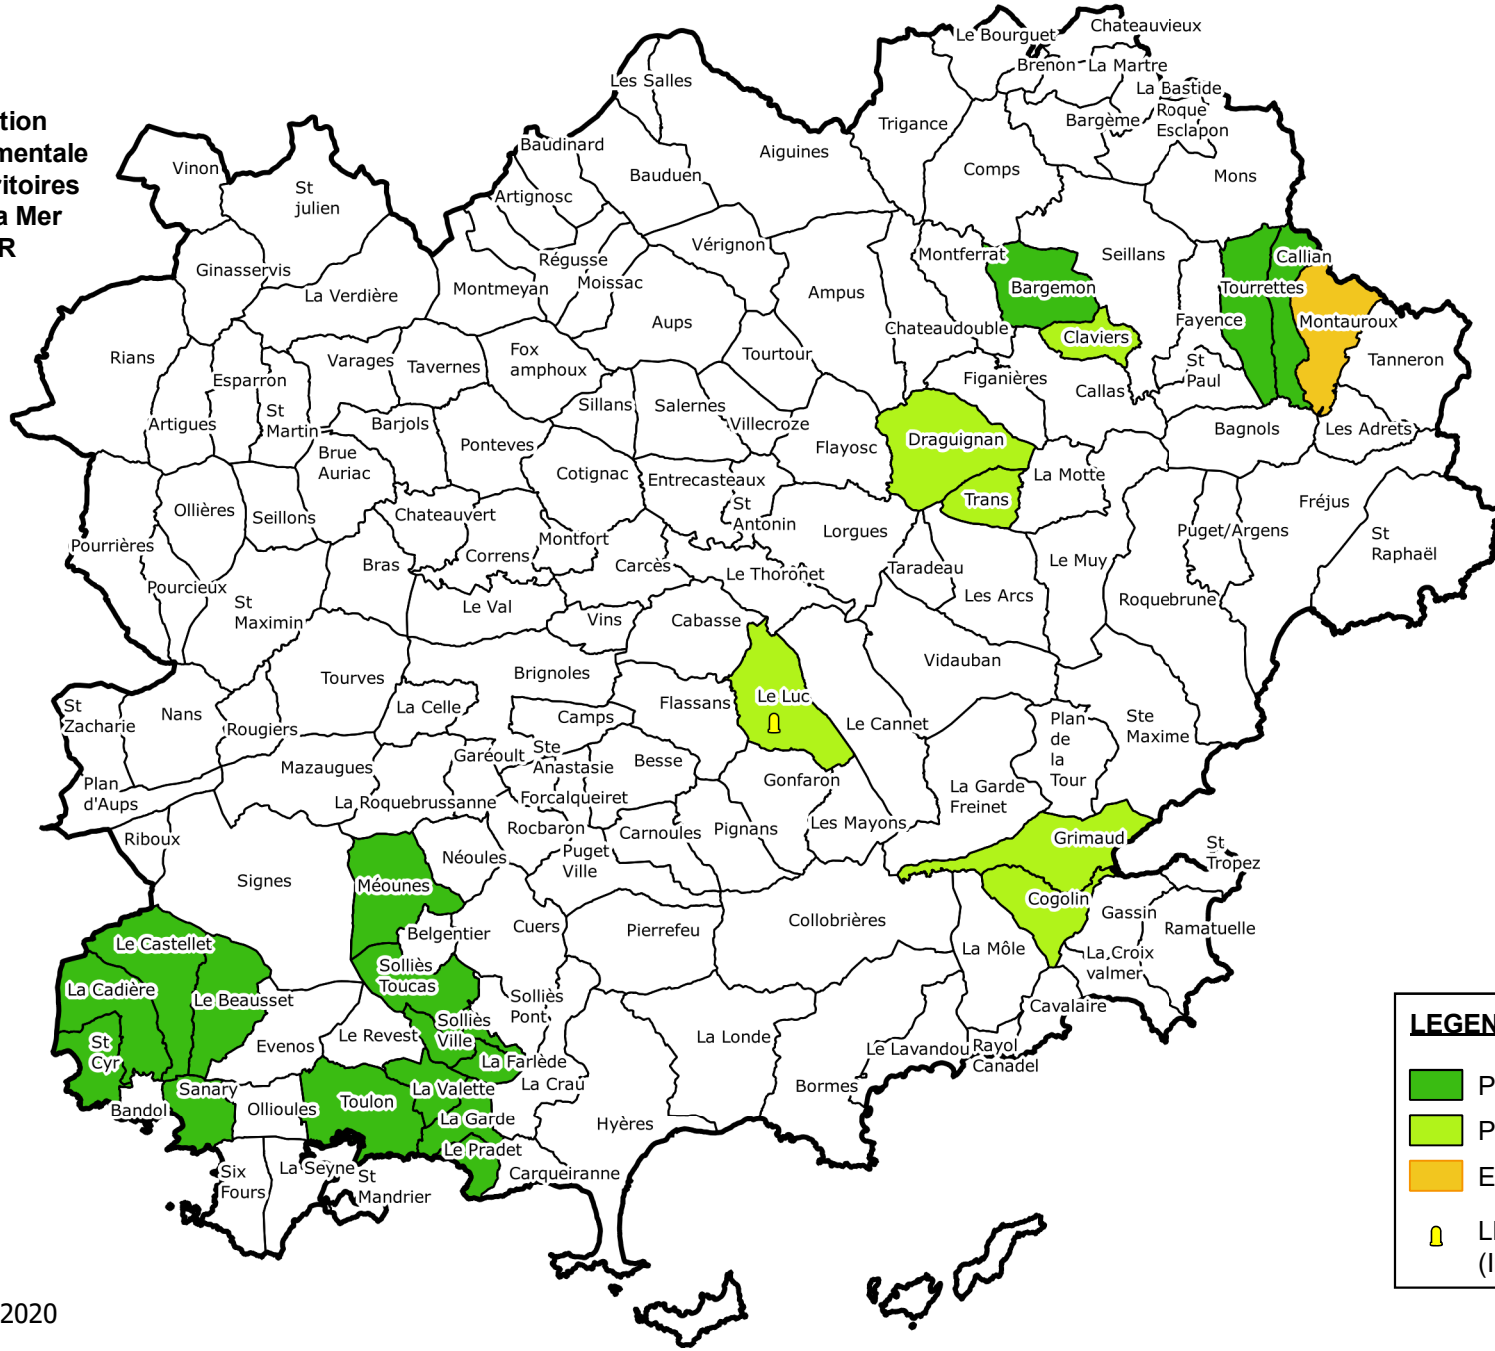 tion
mentale
ritoires
a Mer
R
Le Bourguet
Chateauvieux
Brenon
La Martre
La Bastide
Roque
Esclapon
Bargème
Les Salles
Trigance
Aiguines
Baudinard
Bauduen
Comps
Mons
Vinon
St
julien
Artignosc
Vérignon
Régusse
Moissac
Montferrat
Seillans
Callian
Ginasservis
La Verdière
Montmeyan
Bargemon
Tourrettes
Ampus
Aups
Chateaudouble
Claviers
Fayence
Montauroux
Rians
Varages
Tavernes
Fox
amphoux
Tourtour
Tanneron
St
Paul
Esparron
Figanières
Callas
St
Martin
Artigues
Barjols
Sillans
Salernes
Villecroze
Bagnols
Les Adrets
Brue
Auriac
Ponteves
Cotignac
Flayosc
Draguignan
Entrecasteaux
La Motte
Trans
Fréjus
Ollières
Seillons
Chateauvert
St
Antonin
Lorgues
Puget/Argens
St
Raphaël
Pourrières
Correns
Montfort
Carcès
Le Thoronet
Taradeau
Le Muy
Bras
Pourcieux
St
Maximin
Le Val
Vins
Cabasse
Les Arcs
Roquebrune
Tourves
Brignoles
Vidauban
St
Zacharie
Nans
Rougiers
La Celle
Camps
Flassans
Le Luc
Le Cannet
Plan
de
la
Tour
Ste
Maxime
Mazaugues
Garéoult
Ste
Anastasie
Besse
Gonfaron
Plan
d'Aups
La Roquebrussanne
Forcalqueiret
La Garde
Freinet
Riboux
Rocbaron
Carnoules
Pignans
Les Mayons
Grimaud
Puget
Ville
Néoules
St
Tropez
Signes
Méounes
Cogolin
Gassin
Ramatuelle
Collobrières
Cuers
Pierrefeu
Belgentier
Le Castellet
La Môle
La Croix
valmer
Solliès
Toucas
La Cadière
Le Beausset
Solliès
Pont
Cavalaire
Solliès
Ville
Le Revest
La Londe
St
Cyr
Evenos
Le Lavandou
Rayol
Canadel
La Farlède
La Crau
Bormes
Sanary
La Valette
Bandol
Ollioules
Toulon
La Garde
Hyères
Le Pradet
Six
Fours
La Seyne
St
Mandrier
Carqueiranne
LEGEN
P
P
E
(
2020